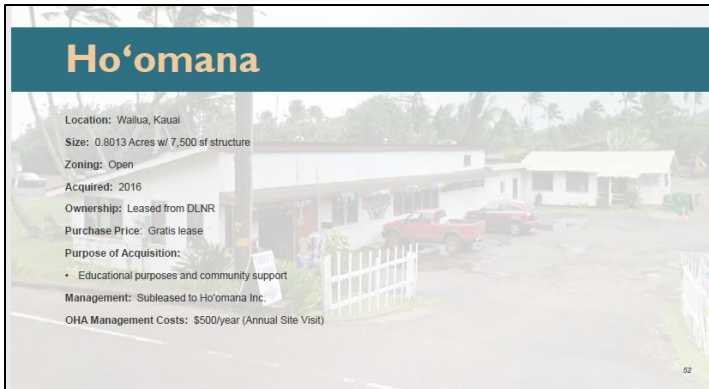 Hoʻomana
Location: Wailua, Kauai
Size: 0.8013 Acres w/ 7,500 sf structure
Zoning: Open
Acquired: 2016
Ownership: Leased from DLNR
Purchase Price: Gratis lease
Purpose of Acquisition:
• Educational purposes and community support
Management: Subleased to Ho'omana Inc.
OHA Management Costs: $500/year (Annual Site Visit)
52